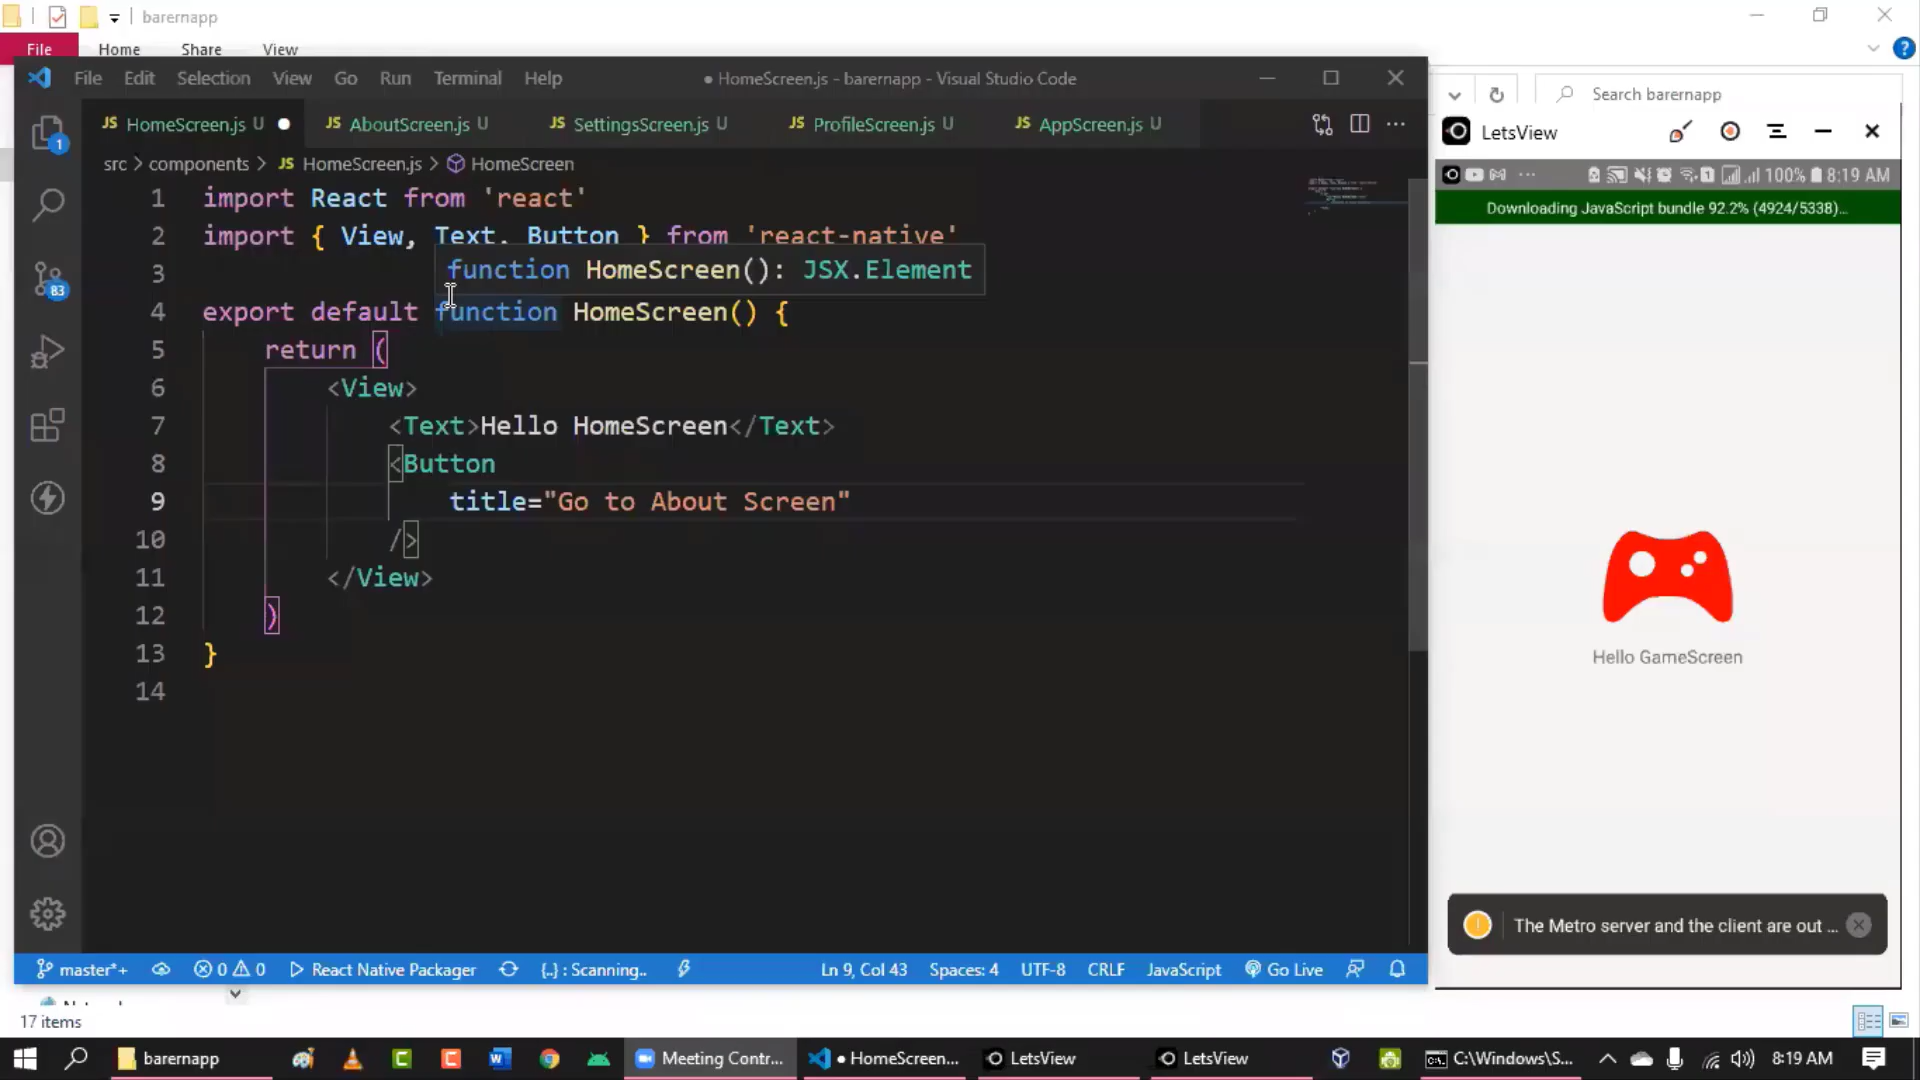 barernapp
File Home Share View
File Edit Selection View Go Run Terminal Help ● HomeScreen.js - barernapp - Visual Studio Code
Search barernapp
JS HomeScreen.js U ● JS AboutScreen.js U JS SettingsScreen.js U JS ProfileScreen.js U JS AppScreen.js U
LetsView
src > components > JS HomeScreen.js > HomeScreen
100% 8:19 AM
1 import React from 'react'
Downloading JavaScript bundle 92.2% (4924/5338)...
2 import { View, Text, Button } from 'react-native'
function HomeScreen(): JSX.Element
3
4 export default function HomeScreen() {
5 return (
6 <View>
7 <Text>Hello HomeScreen</Text>
8 <Button
9 title="Go to About Screen"
10 />
11 </View>
12 )
13 }
14
1
83
Hello GameScreen
The Metro server and the client are out ...
master*+ 0 0 React Native Packager {..} : Scanning.. Ln 9, Col 43 Spaces: 4 UTF-8 CRLF JavaScript Go Live
17 items
barernapp Meeting Contr... ● HomeScreen... LetsView LetsView C:\Windows\S... 8:19 AM